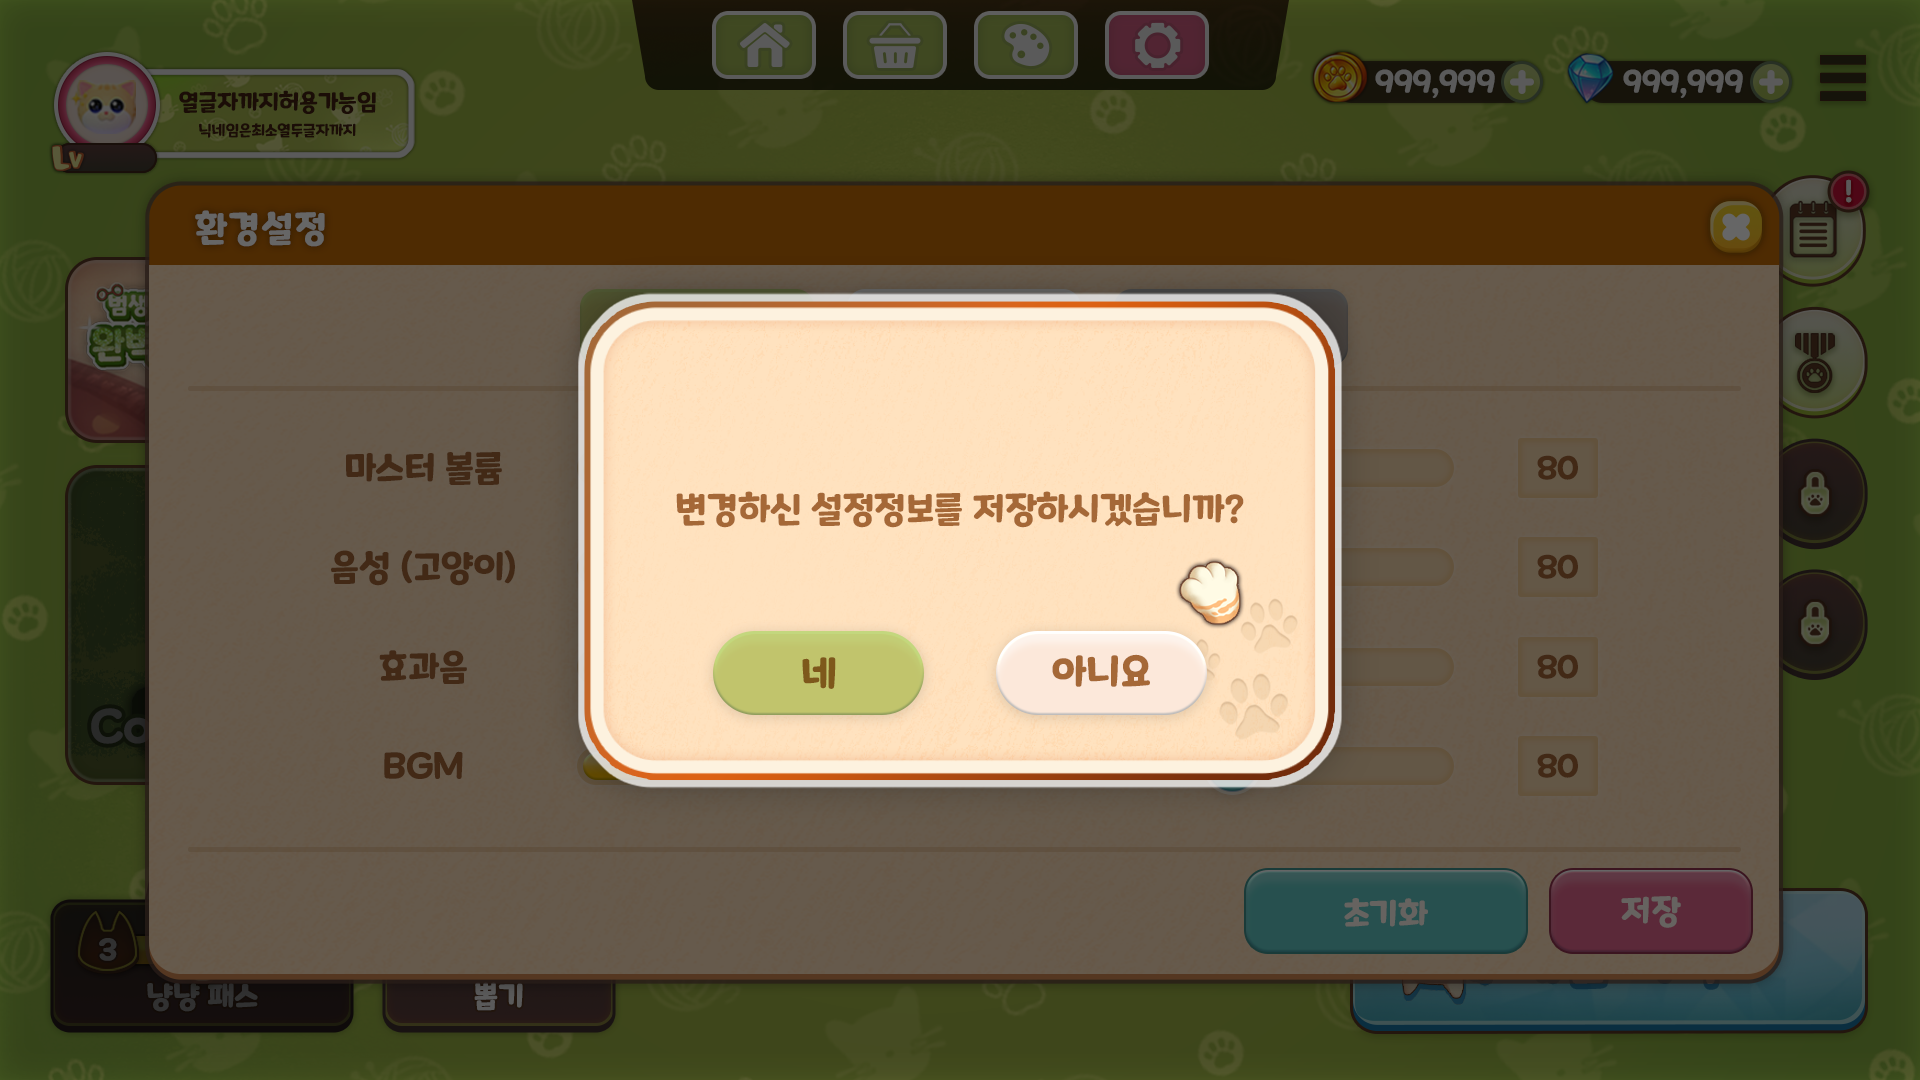 열글자까지허용가능임
닉네임은최소열두글자까지
Lv
999,999
999,999
환경설정
마스터 볼륨
80
음성 (고양이)
80
효과음
80
BGM
80
변경하신 설정정보를 저장하시겠습니까?
네
아니요
초기화
저장
3
냥냥 패스
뽑기